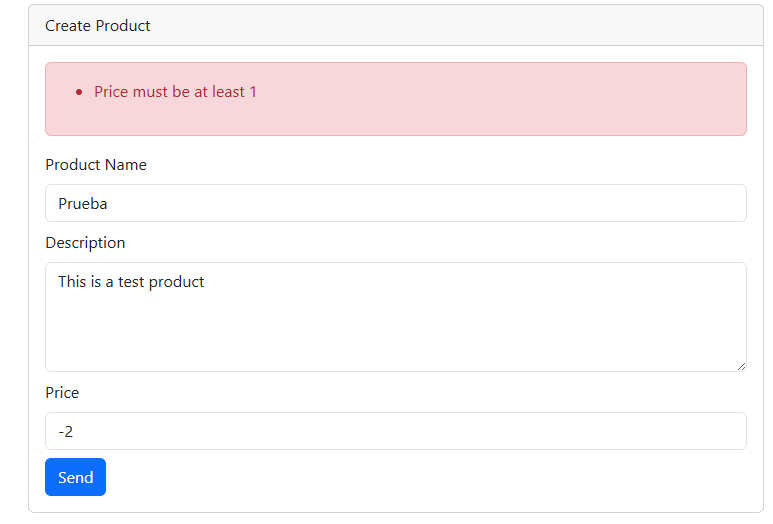 Create Product
Price must be at least 1
Product Name
Prueba
Description
This is a test product
Price
-2
Send